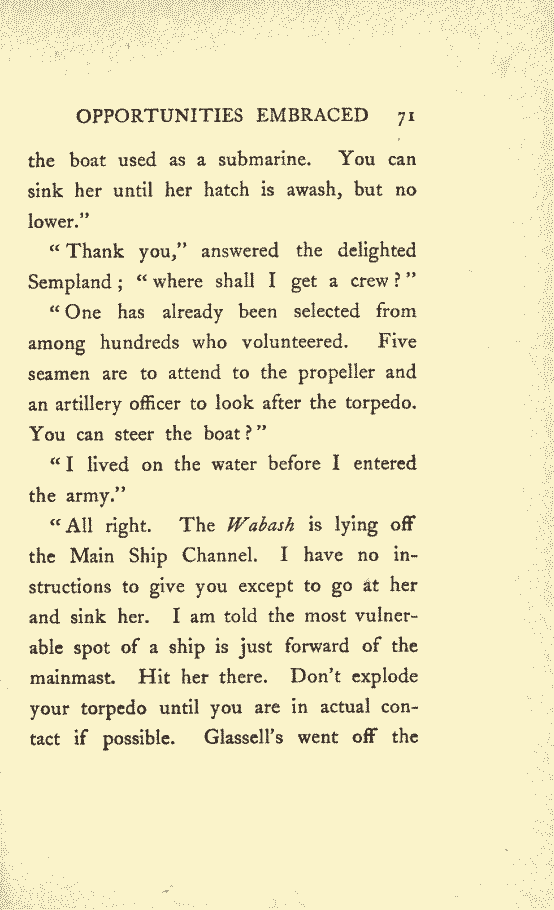 OPPORTUNITIES EMBRACED 71
the boat used as a submarine. You can
sink her until her hatch is awash, but no
lower.”
“Thank you,” answered the delighted
Sempland; “where shall I get a crew?”
“One has already been selected from
among hundreds who volunteered. Five
seamen are to attend to the propeller and
an artillery officer to look after the torpedo.
You can steer the boat?”
“I lived on the water before I entered
the army.”
“All right. The Wabash is lying off
the Main Ship Channel. I have no in-
structions to give you except to go at her
and sink her. I am told the most vulner-
able spot of a ship is just forward of the
mainmast. Hit her there. Don’t explode
your torpedo until you are in actual con-
tact if possible. Glassell’s went off the